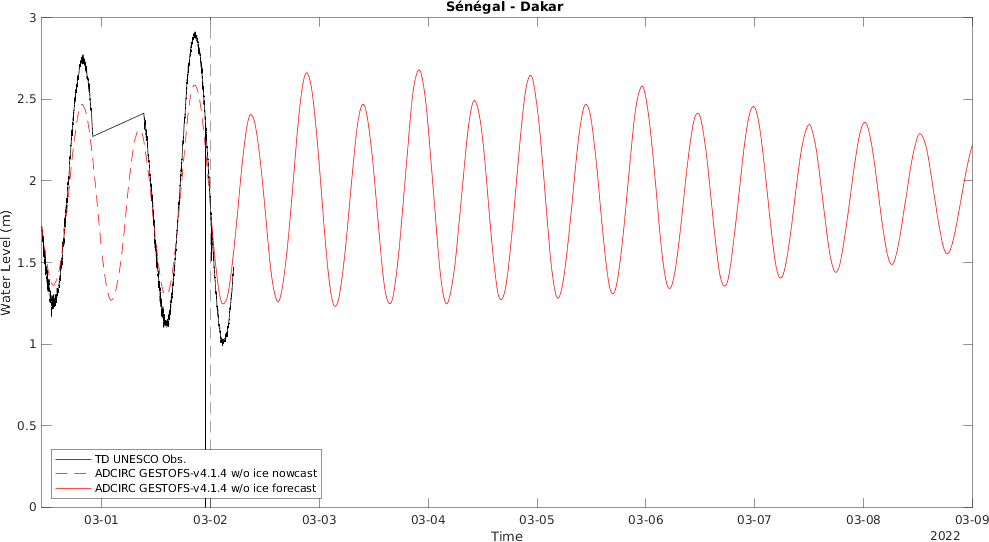 Sénégal - Dakar
3
2.5
2
1.5
1
0.5
0
Water Level (m)
TD UNESCO Obs.
ADCIRC GESTOFS-v4.1.4 w/o ice nowcast
ADCIRC GESTOFS-v4.1.4 w/o ice forecast
03-01 03-02 03-03 03-04 03-05 03-06 03-07 03-08 03-09
Time
2022